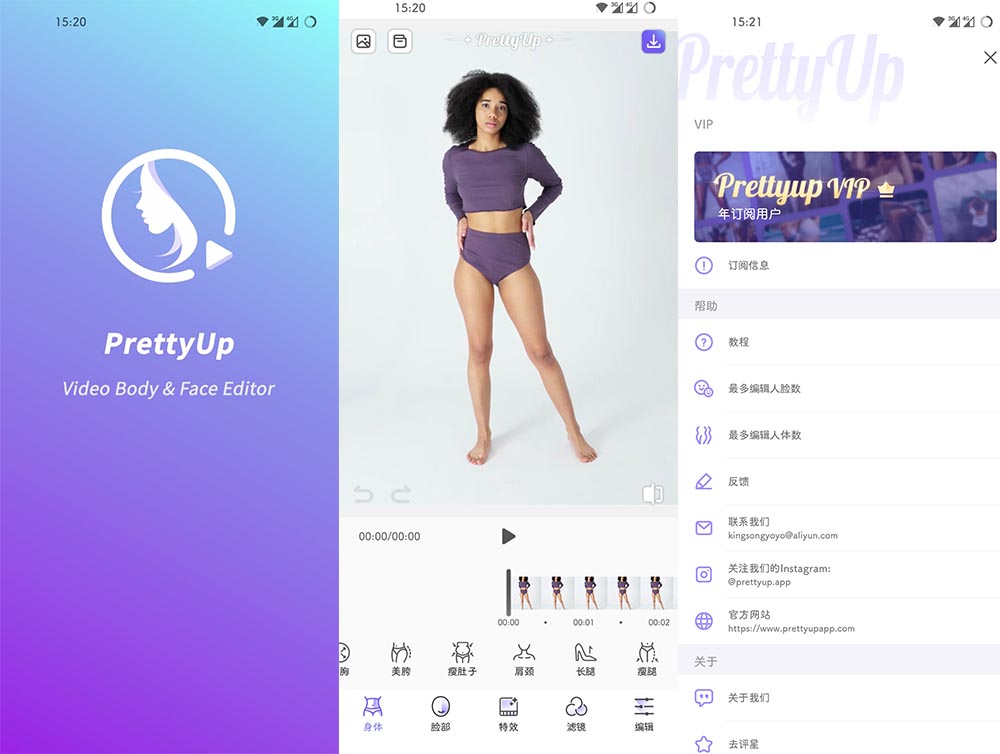 15:20
PrettyUp
Video Body & Face Editor
15:20
PrettyUp
00:00/00:00
00:00
00:01
00:02
胸
美胯
瘦肚子
肩颈
长腿
瘦腿
身体
脸部
特效
滤镜
编辑
15:21
PrettyUp
VIP
Prettyup VIP
年订阅用户
订阅信息
帮助
教程
最多编辑人脸数
最多编辑人体数
反馈
联系我们
kingsongyoyo@aliyun.com
关注我们的Instagram:
@prettyup.app
官方网站
https://www.prettyupapp.com
关于
关于我们
去评星